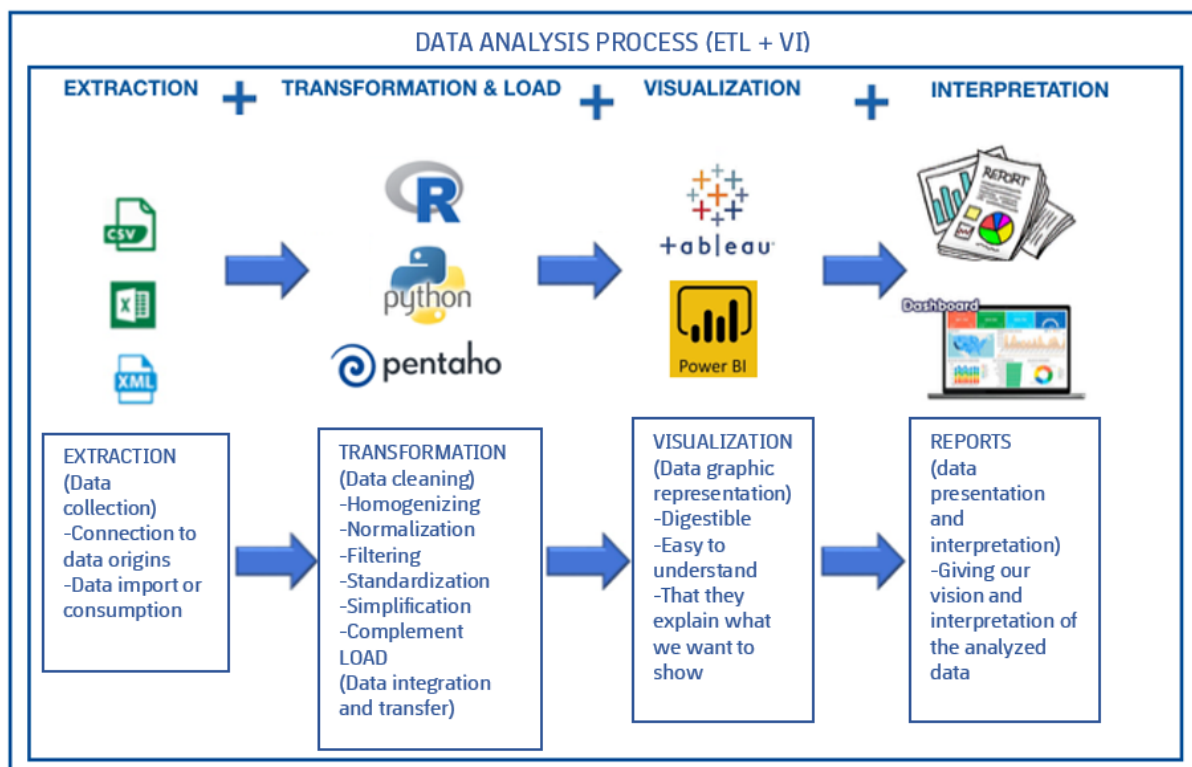 DATA ANALYSIS PROCESS (ETL + VI)
EXTRACTION + TRANSFORMATION & LOAD + VISUALIZATION + INTERPRETATION
CSV
X
XML
R
python
pentaho
+ableau
Power BI
REPORT
Dashboard
EXTRACTION
(Data
collection)
-Connection to
data origins
-Data import or
consumption
TRANSFORMATION
(Data cleaning)
-Homogenizing
-Normalization
-Filtering
-Standardization
-Simplification
-Complement
LOAD
(Data integration
and transfer)
VISUALIZATION
(Data graphic
representation)
-Digestible
-Easy to
understand
-That they
explain what
we want to
show
REPORTS
(data
presentation
and
interpretation)
-Giving our
vision and
interpretation of
the analyzed
data